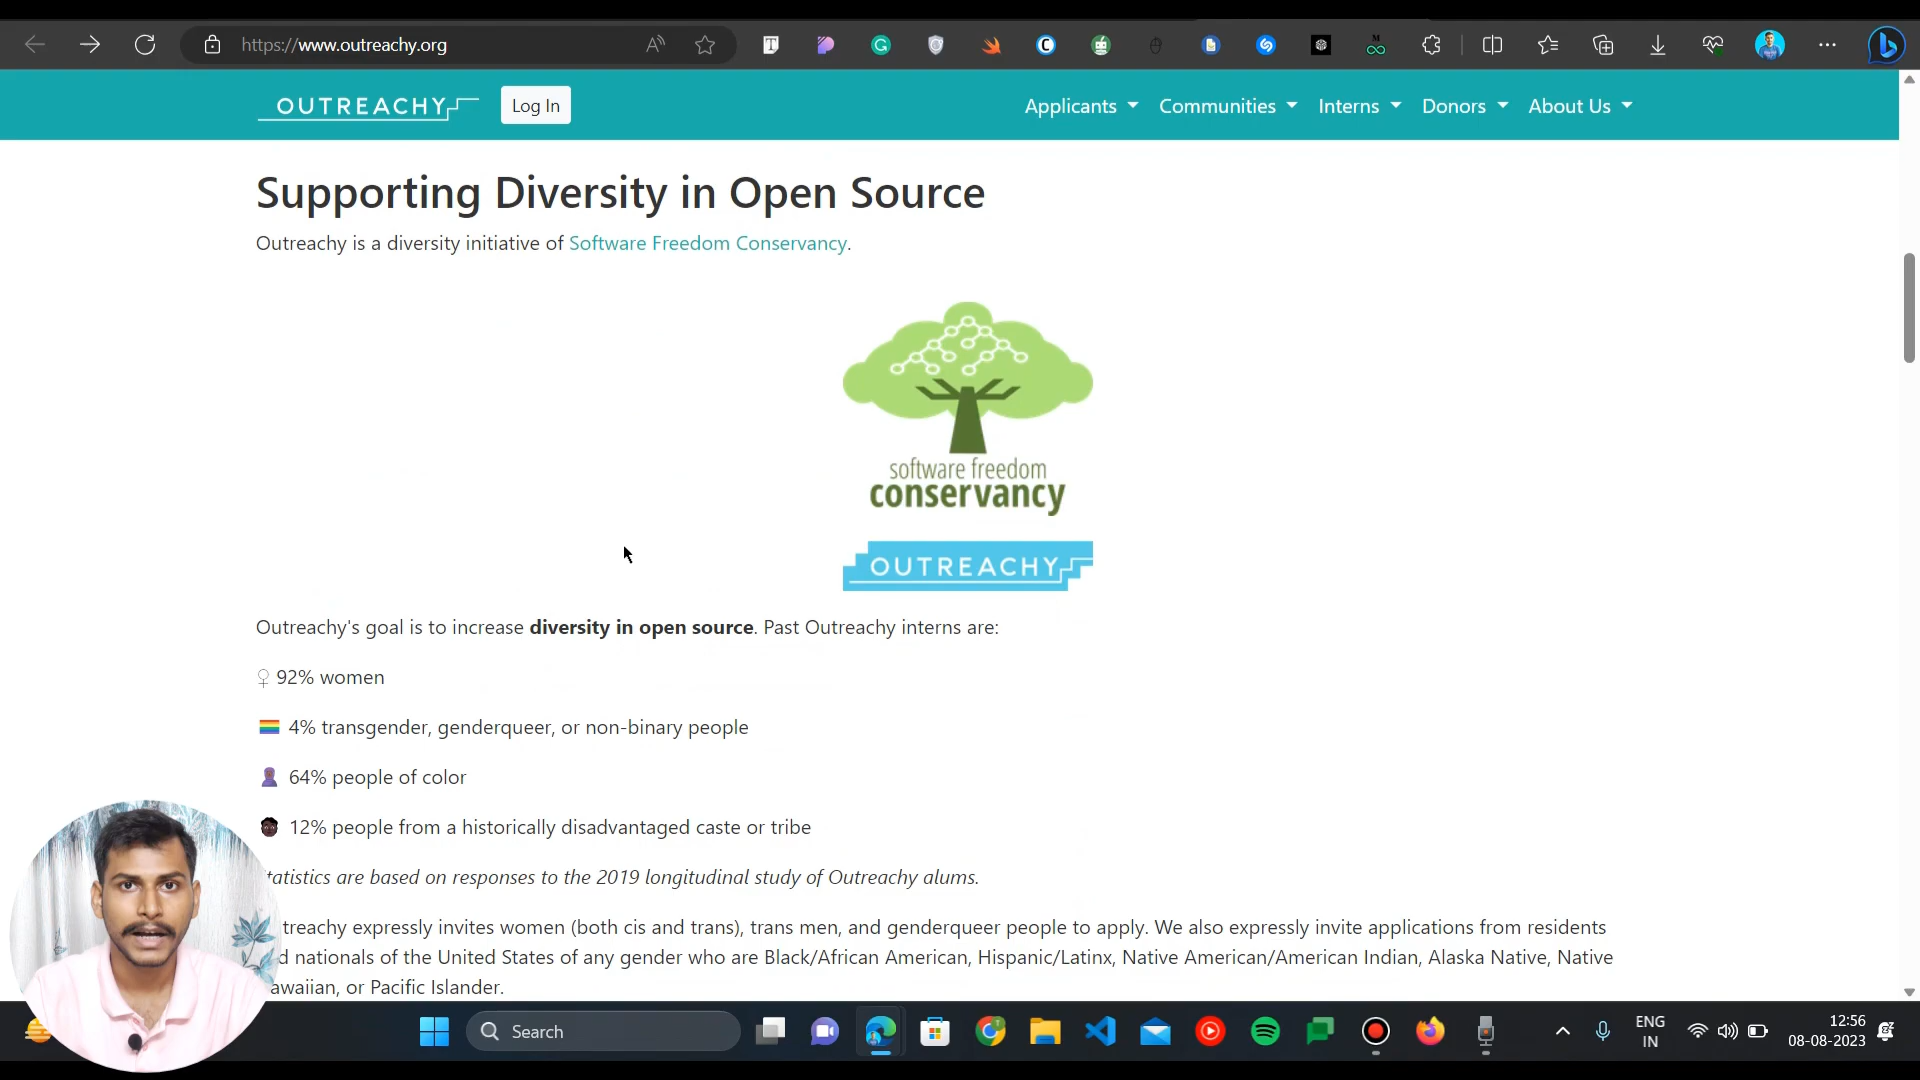 https://www.outreachy.org
OUTREACHY
Log In
Applicants
Communities
Interns
Donors
About Us
Supporting Diversity in Open Source
Outreachy is a diversity initiative of Software Freedom Conservancy.
software freedom
conservancy
OUTREACHY
Outreachy's goal is to increase diversity in open source. Past Outreachy interns are:
♀ 92% women
4% transgender, genderqueer, or non-binary people
64% people of color
12% people from a historically disadvantaged caste or tribe
tatistics are based on responses to the 2019 longitudinal study of Outreachy alums.
treachy expressly invites women (both cis and trans), trans men, and genderqueer people to apply. We also expressly invite applications from residents
d nationals of the United States of any gender who are Black/African American, Hispanic/Latinx, Native American/American Indian, Alaska Native, Native
awaiian, or Pacific Islander.
Search
ENG
IN
12:56
08-08-2023